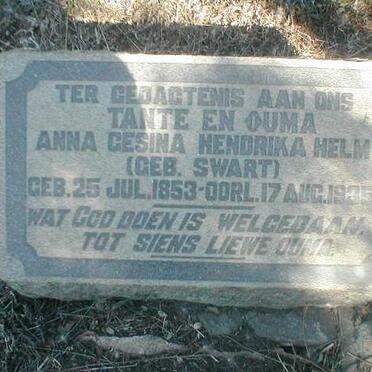 TER GEDAGTENIS AAN ONS
TANTE EN OUMA
ANNA GESINA HENDRIKA HELM
(GEB. SWART)
GEB. 25 JUL. 1853-OORL. 17 AUG.
WAT GOD DOEN IS WELGEDAAN.
TOT SIENS LIEWE OUMA.